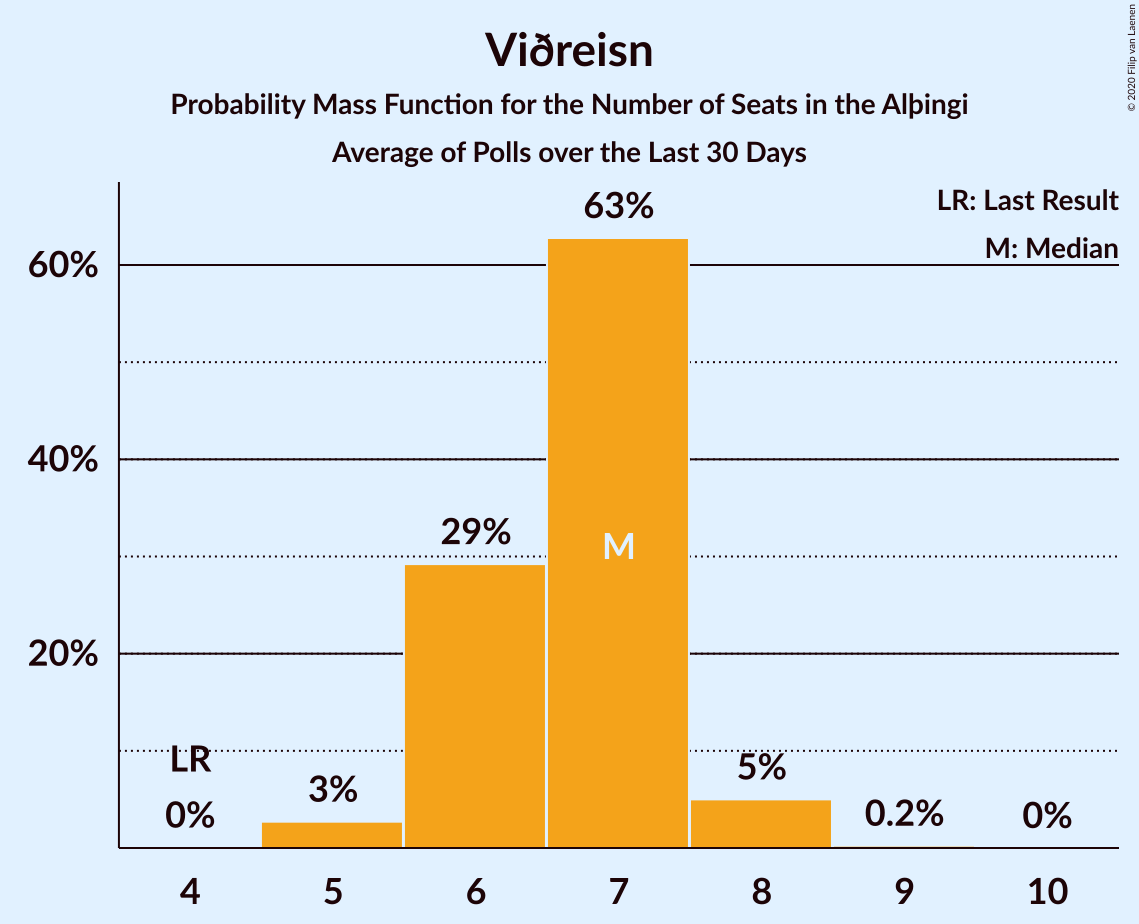 Viðreisn
Probability Mass Function for the Number of Seats in the Alþingi
Average of Polls over the Last 30 Days
© 2020 Filip van Laenen
LR: Last Result
M: Median
63%
60%
40%
29%
M
20%
LR
0%
3%
5%
0.2%
0%
4 5 6 7 8 9 10